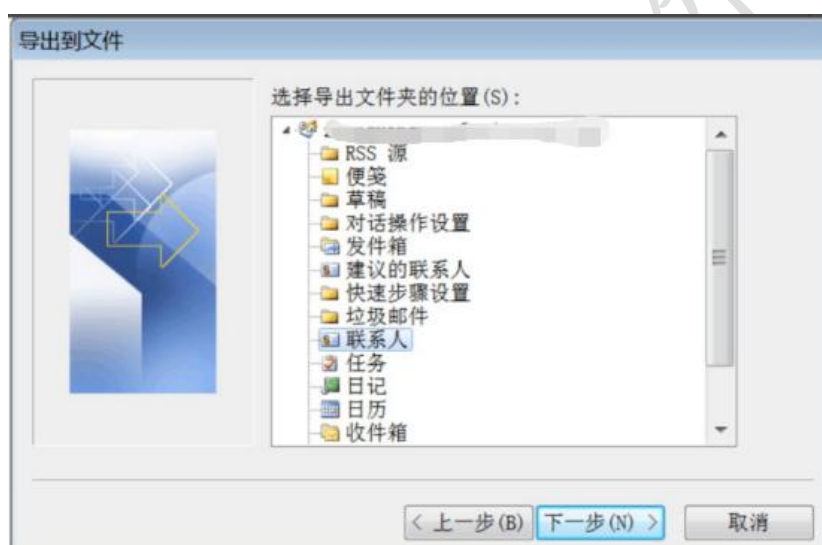 导出到文件
选择导出文件夹的位置(S):
RSS 源
便笺
草稿
对话操作设置
发件箱
建议的联系人
快速步骤设置
垃圾邮件
联系人
任务
日记
日历
收件箱
< 上一步(B) 下一步(N) > 取消